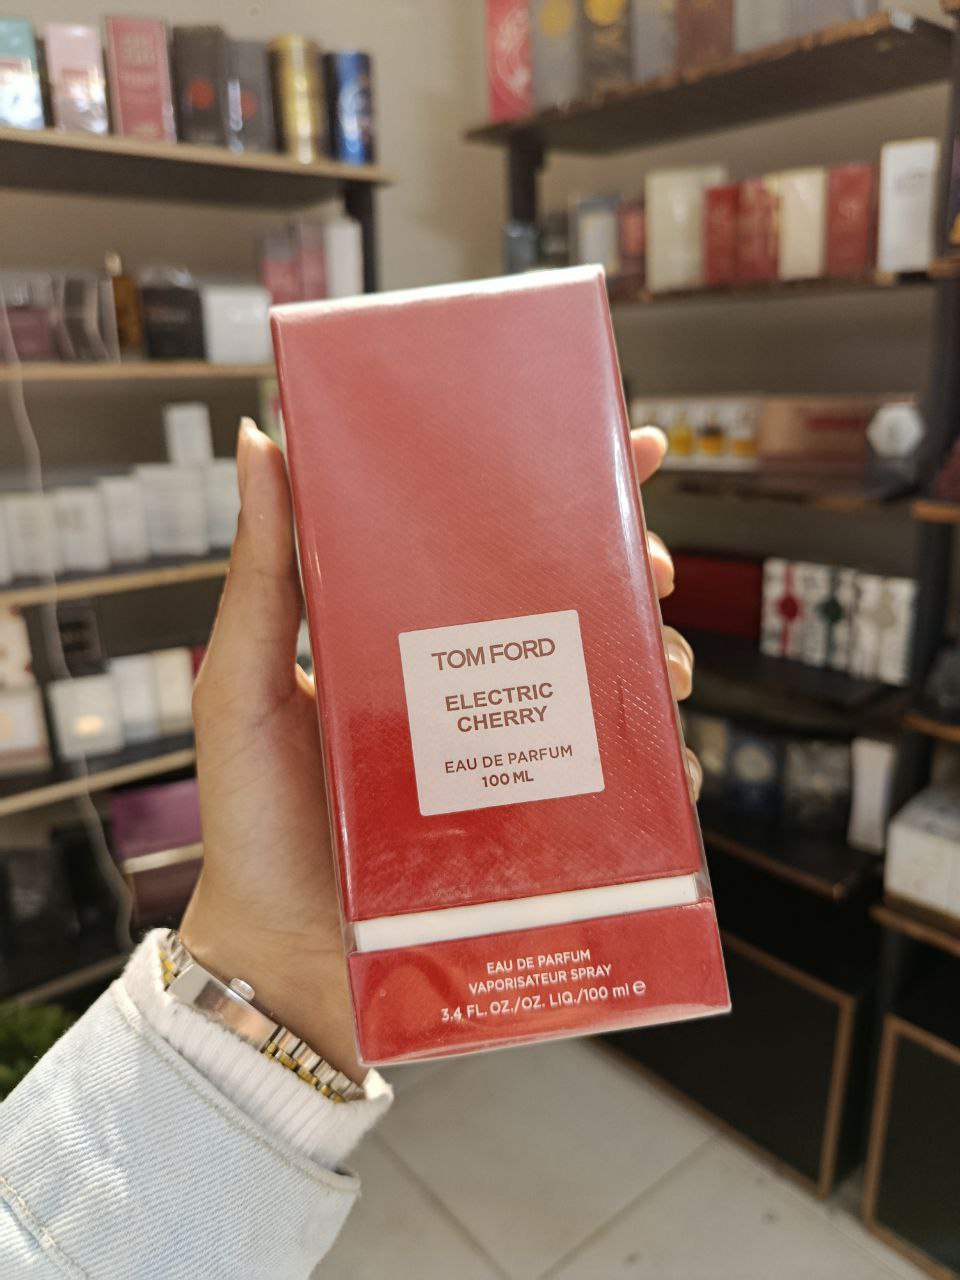 TOM FORD
ELECTRIC
CHERRY
EAU DE PARFUM
100 ML
EAU DE PARFUM
VAPORISATEUR SPRAY
3.4 FL. OZ./OZ. LIQ./100 ml ℮